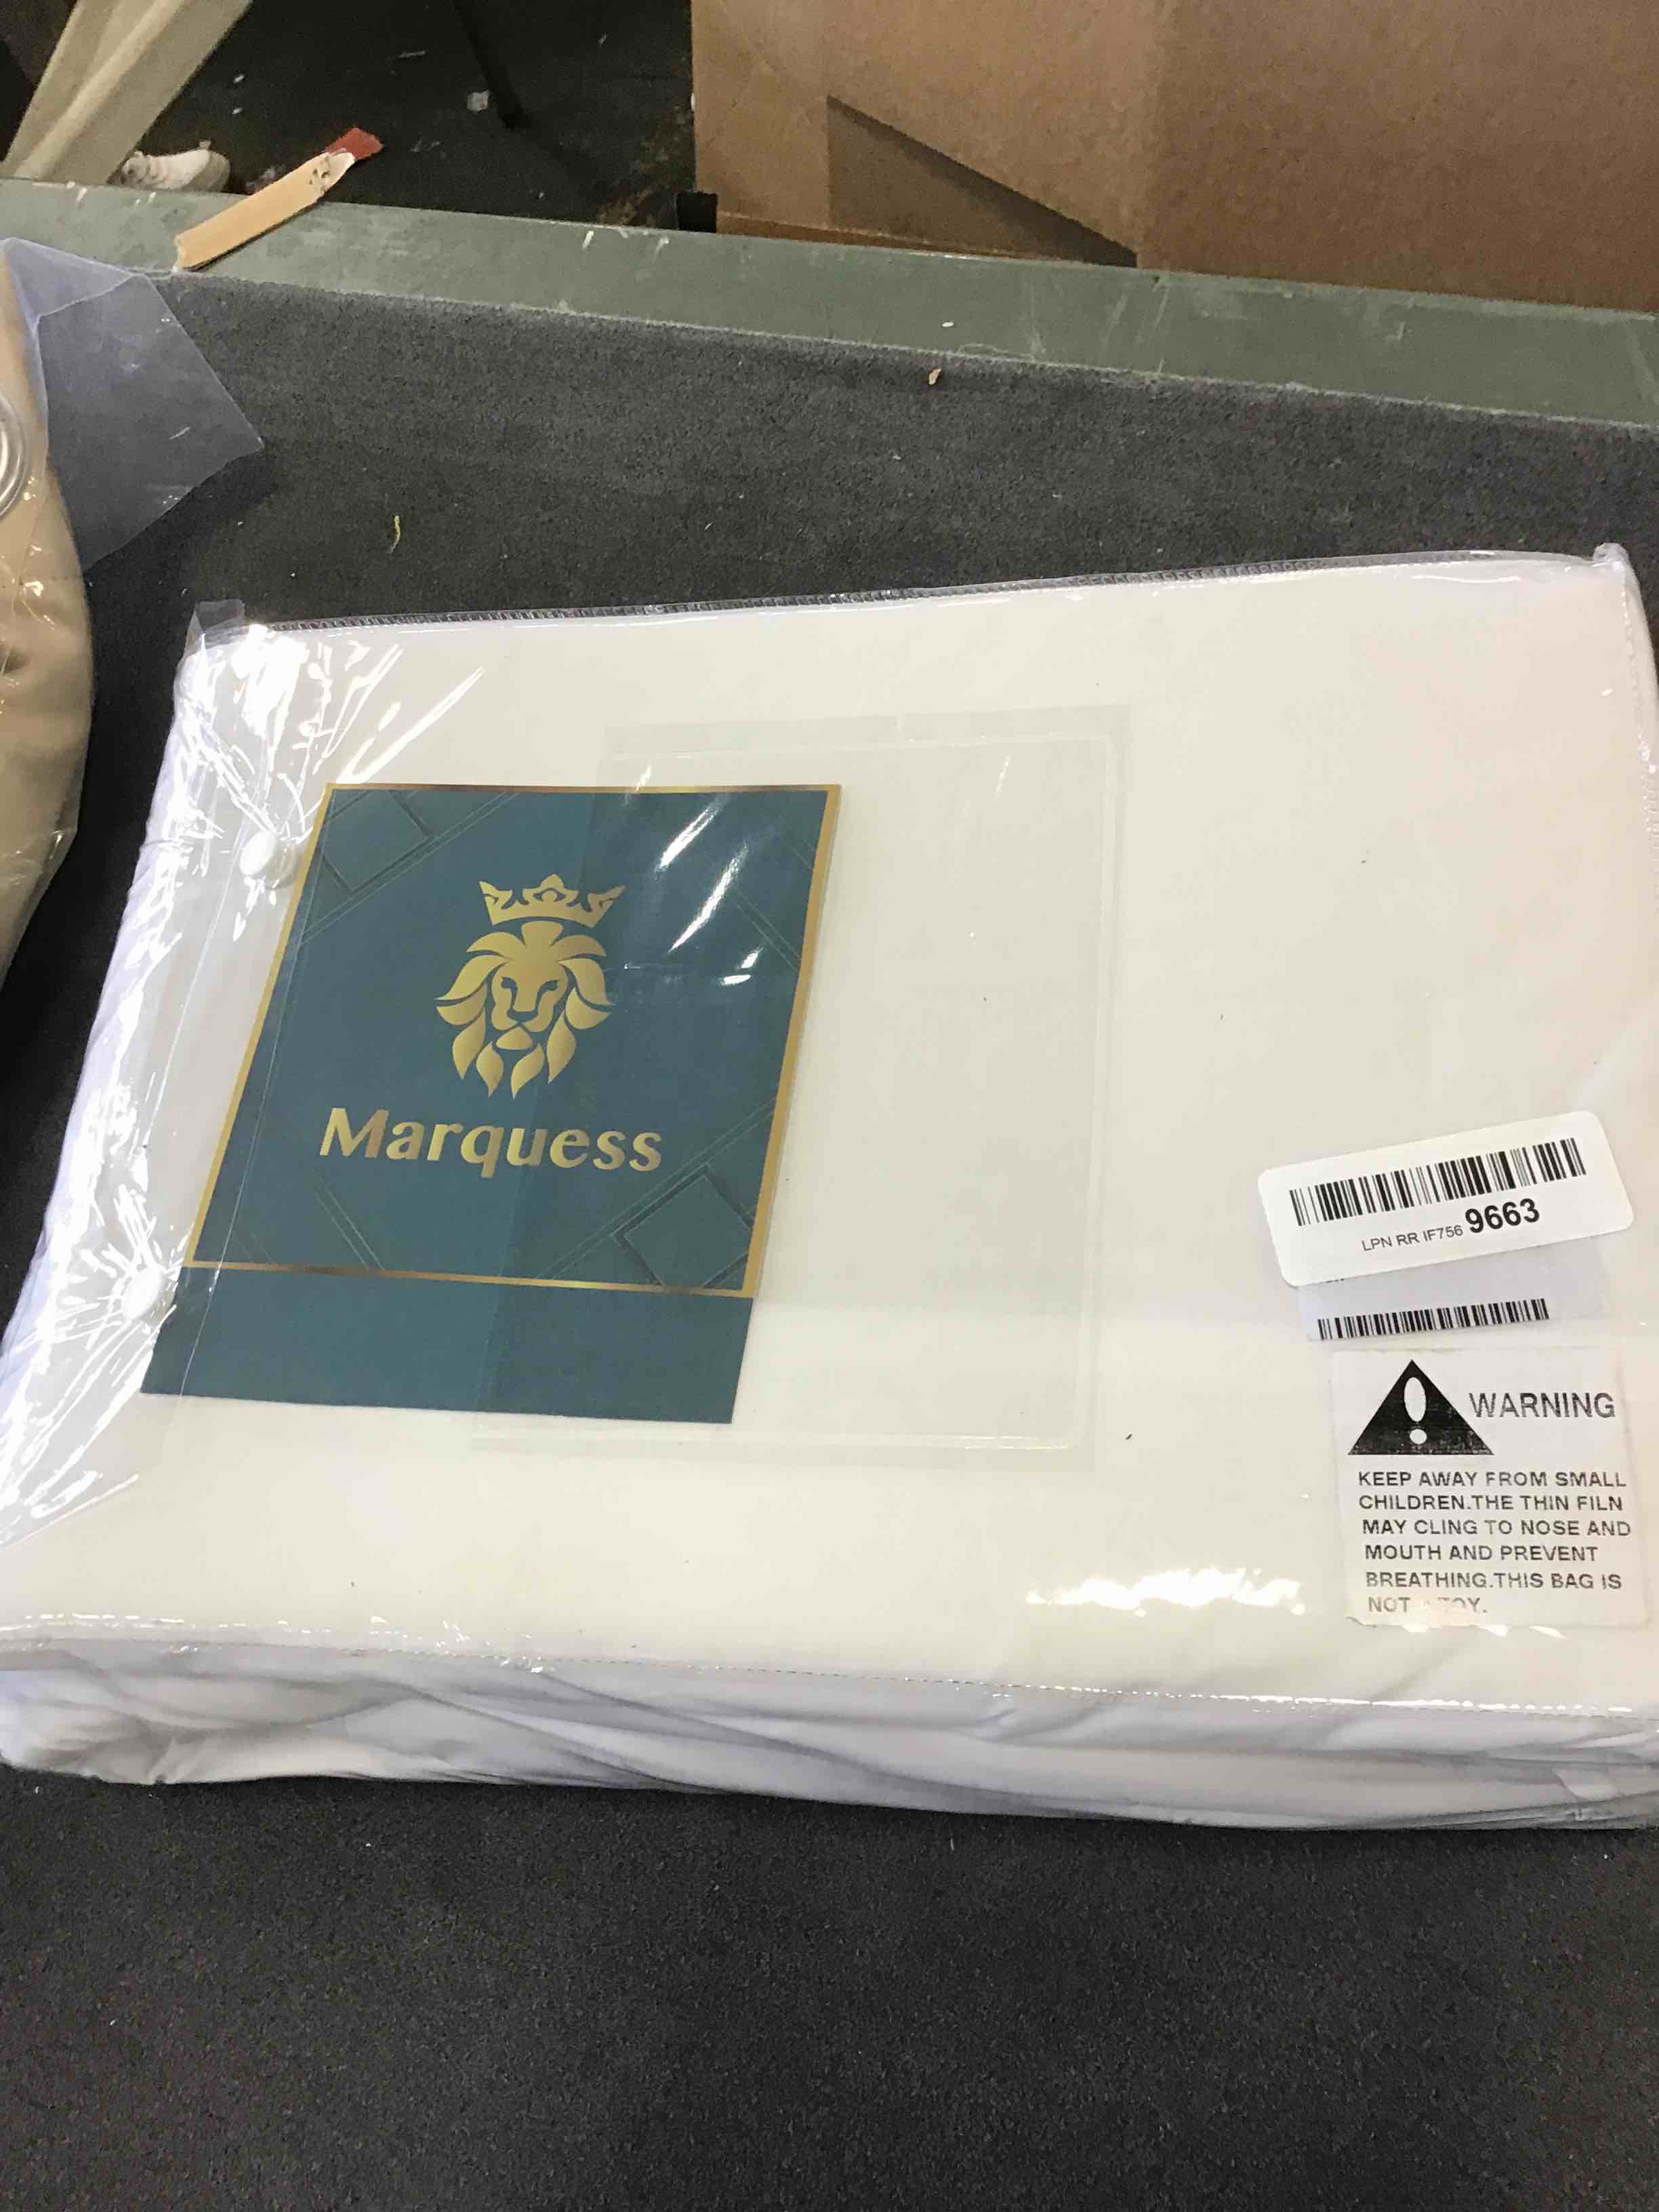 Marquess
LPN RR IF756 9663
WARNING
KEEP AWAY FROM SMALL
CHILDREN.THE THIN FILN
MAY CLING TO NOSE AND
MOUTH AND PREVENT
BREATHING.THIS BAG IS
NOT A TOY.